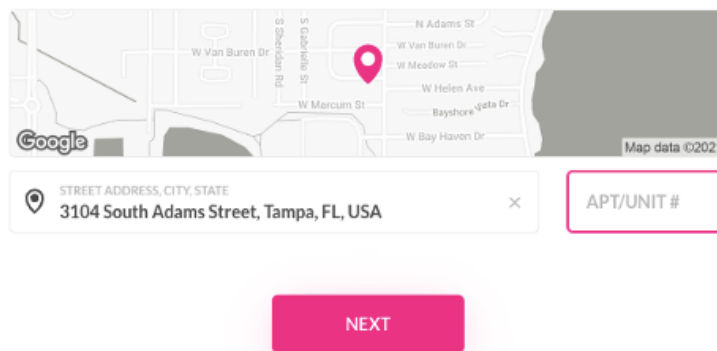 N Adams St
W Van Buren Dr
W Van Buren Dr
S Sheridan Rd
S Gabrielle St
W Meadow St
W Helen Ave
W Marcum St
Bayshore Vista Dr
W Bay Haven Dr
Google
Map data ©202
STREET ADDRESS, CITY, STATE
3104 South Adams Street, Tampa, FL, USA
×
APT/UNIT #
NEXT